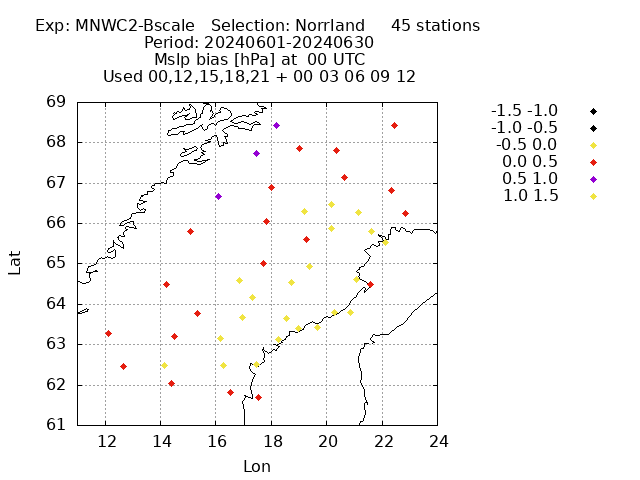 Exp: MNWC2-Bscale   Selection: Norrland     45 stations
Period: 20240601-20240630
Mslp bias [hPa] at  00 UTC
Used 00,12,15,18,21 + 00 03 06 09 12
69
68
67
66
65
64
63
62
61
Lat
12 14 16 18 20 22 24
Lon
-1.5 -1.0
-1.0 -0.5
-0.5 0.0
0.0 0.5
0.5 1.0
1.0 1.5